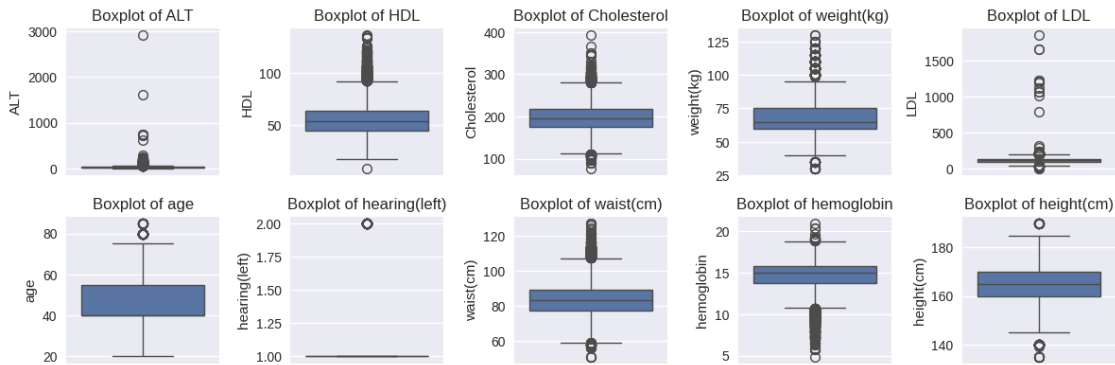 Boxplot of ALT
Boxplot of HDL
Boxplot of Cholesterol
Boxplot of weight(kg)
Boxplot of LDL
3000
2000
1000
0
ALT
100
50
HDL
400
300
200
100
Cholesterol
125
100
75
50
25
weight(kg)
1500
1000
500
0
LDL
Boxplot of age
Boxplot of hearing(left)
Boxplot of waist(cm)
Boxplot of hemoglobin
Boxplot of height(cm)
80
60
40
20
age
2.00
1.75
1.50
1.25
1.00
hearing(left)
120
100
80
60
waist(cm)
20
15
10
5
hemoglobin
180
160
140
height(cm)